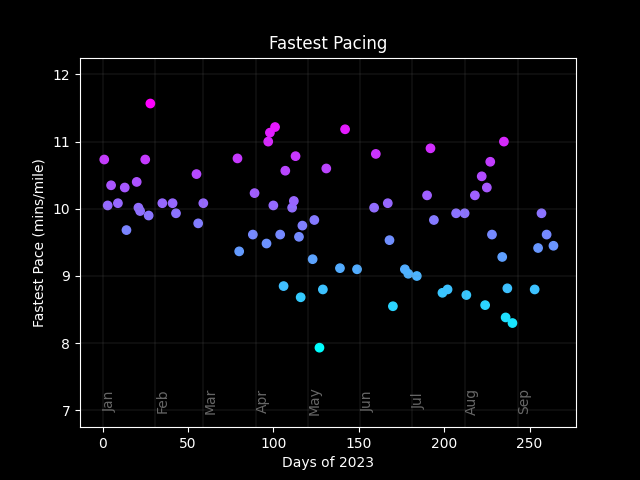 Fastest Pacing
Fastest Pace (mins/mile)
12
11
10
9
8
7
Jan
Feb
Mar
Apr
May
Jun
Jul
Aug
Sep
0 50 100 150 200 250
Days of 2023